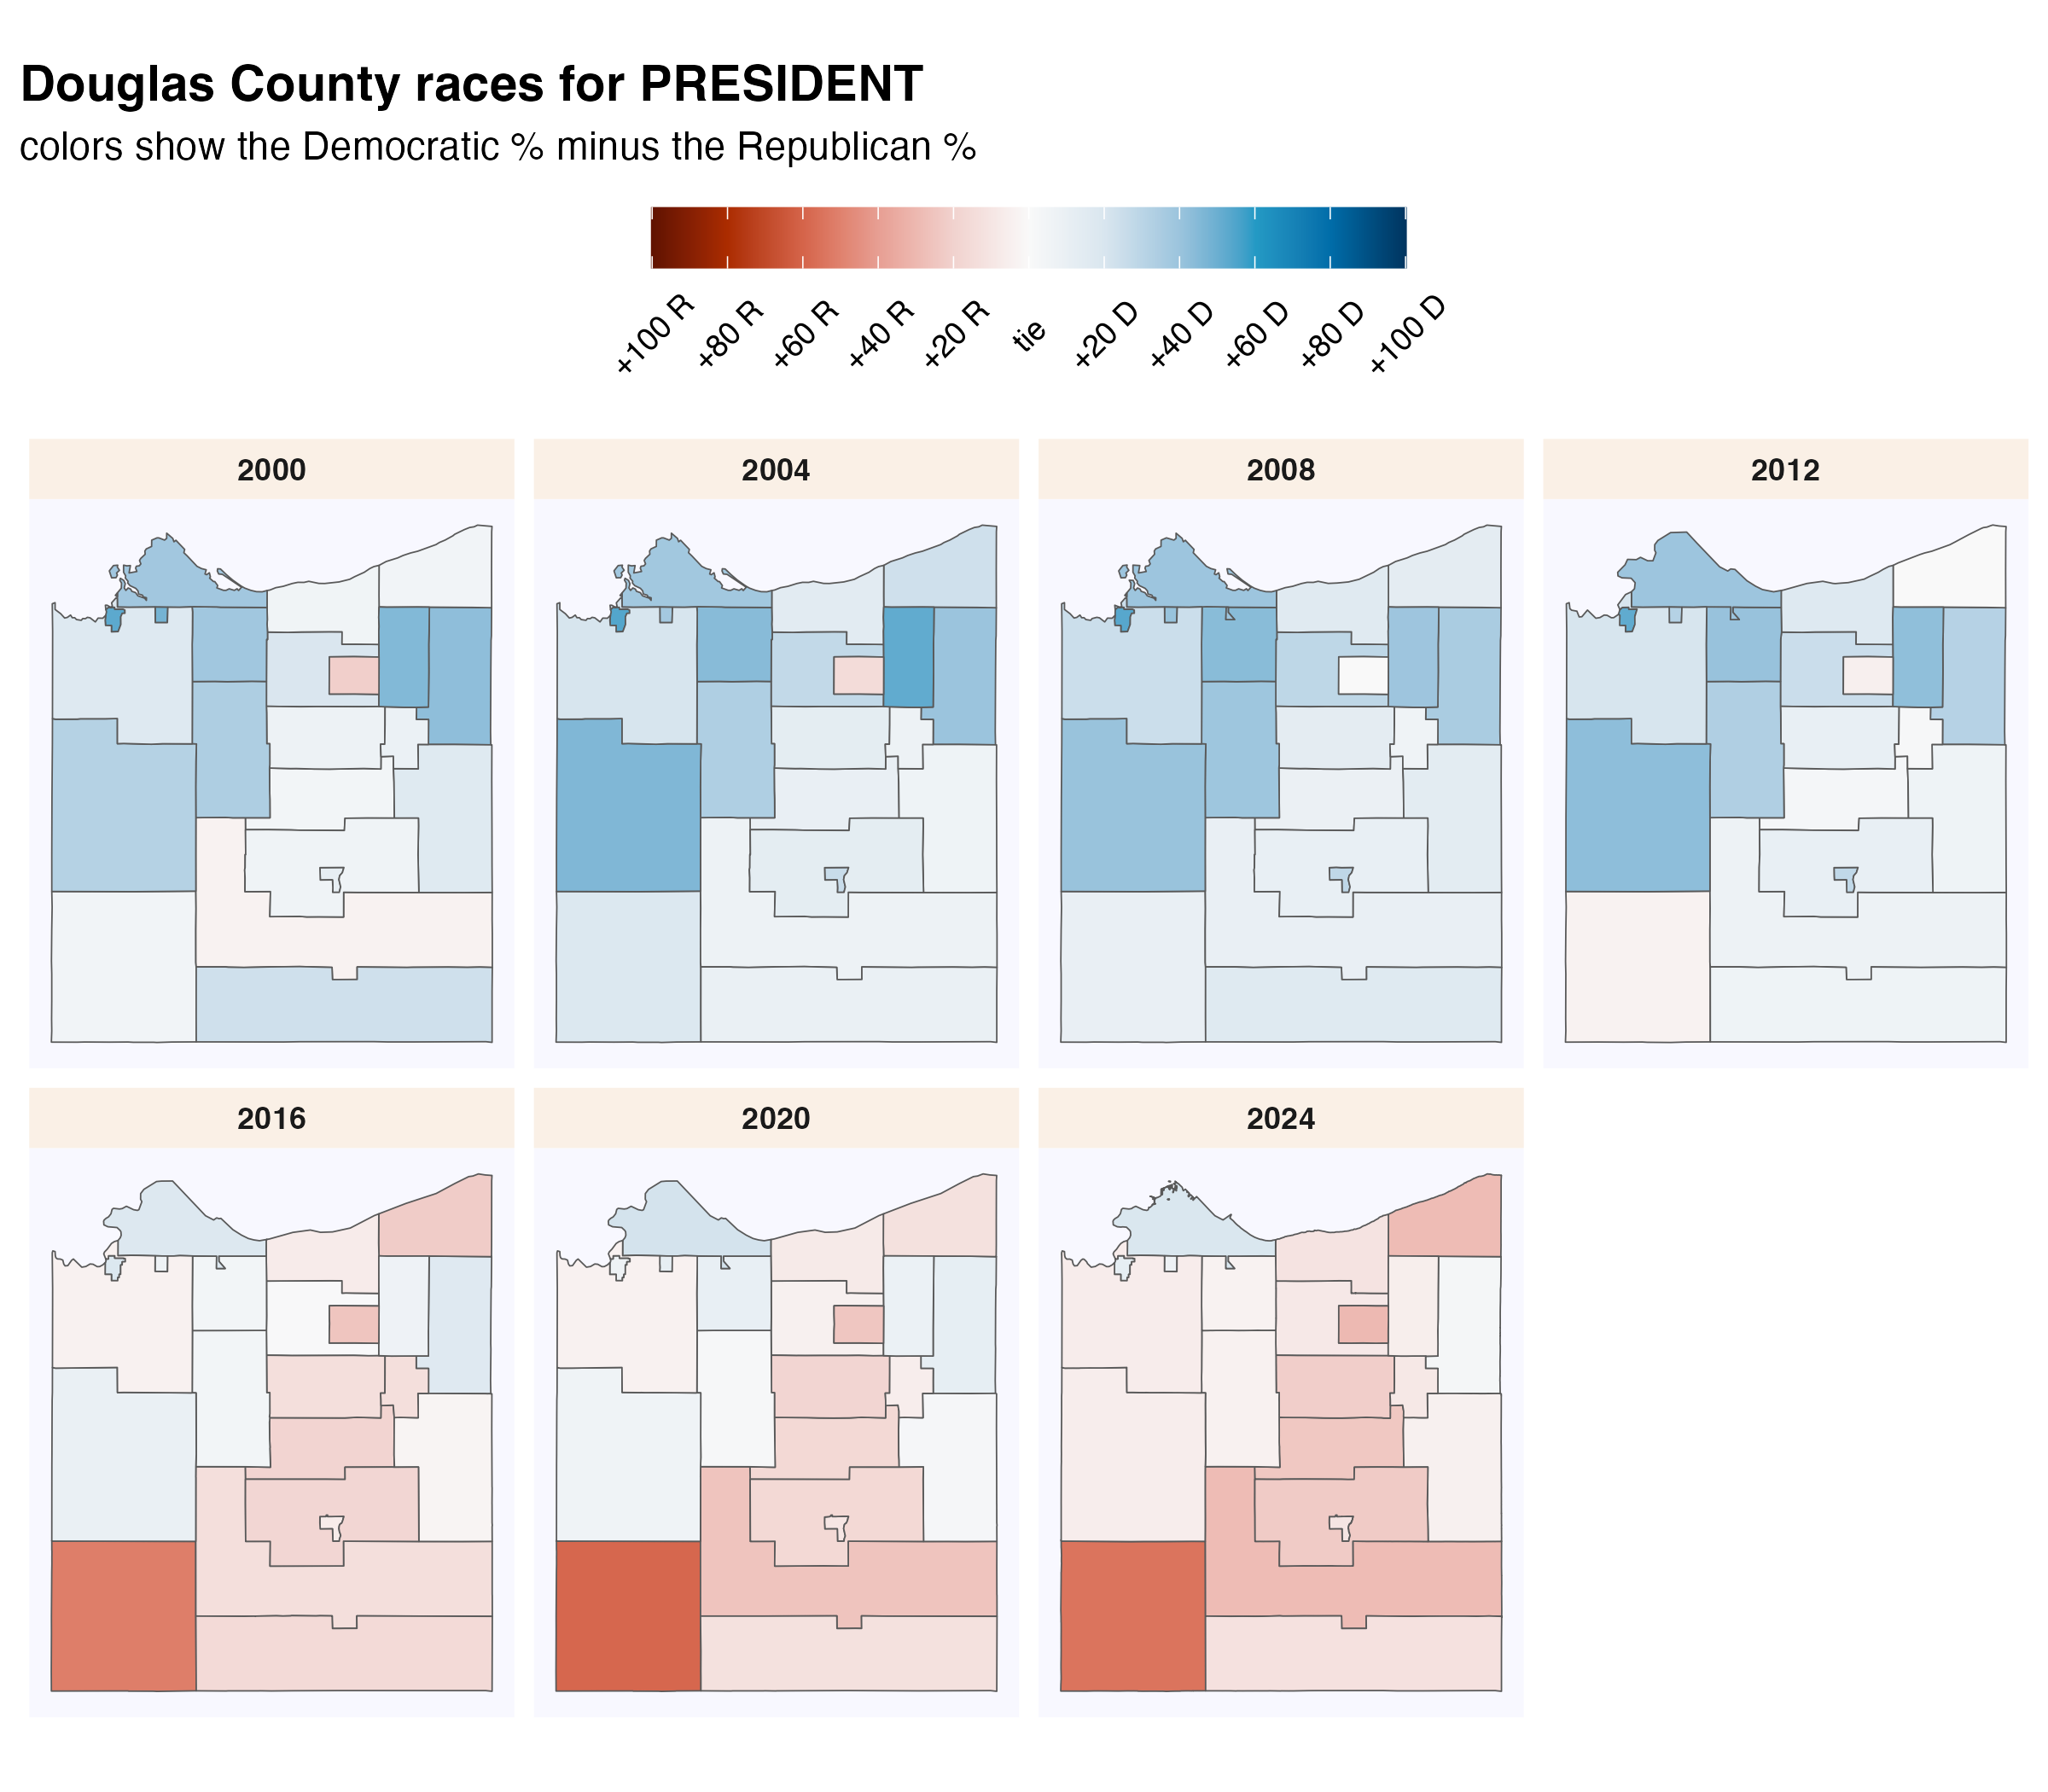 Douglas County races for PRESIDENT
colors show the Democratic % minus the Republican %
+100 R
+80 R
+60 R
+40 R
+20 R
tie
+20 D
+40 D
+60 D
+80 D
+100 D
2000
2004
2008
2012
2016
2020
2024